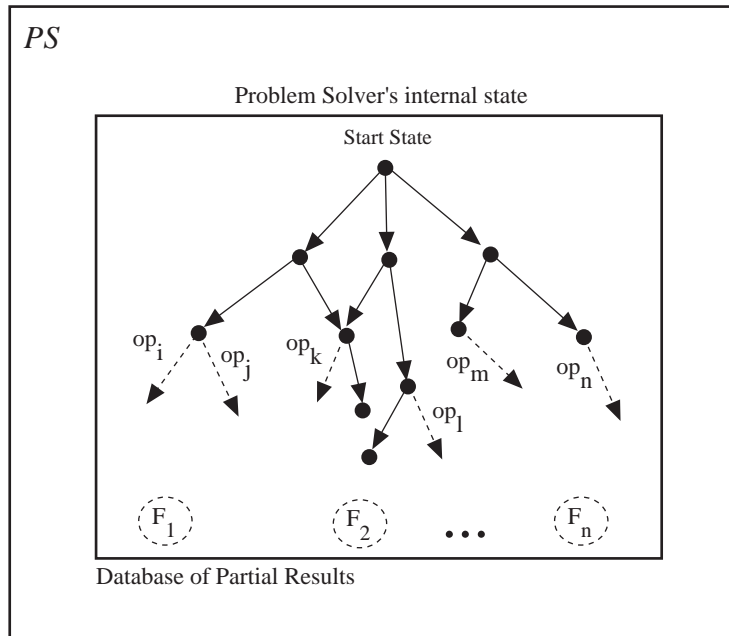 PS
Problem Solver's internal state
Start State
op_i
op_j
op_k
op_m
op_n
op_l
F_1
F_2
...
F_n
Database of Partial Results